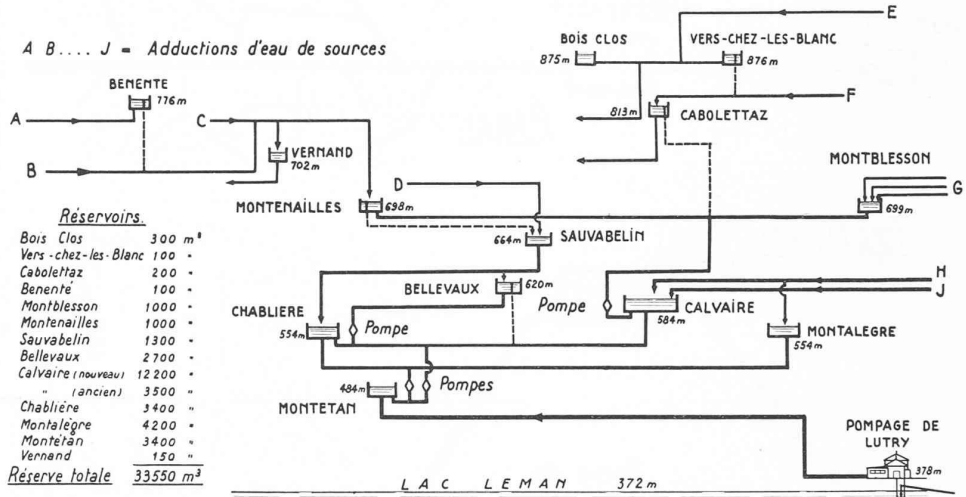 A B .... J = Adductions d'eau de sources
E
BOIS CLOS
VERS-CHEZ-LES-BLANC
875m
876m
BENENTE
776m
A
C
F
813m
CABOLETTAZ
VERNAND
702m
B
D
MONTBLESSON
G
MONTENAILLES
698m
699m
664m
SAUVABELIN
Réservoirs.
Bois Clos 300 m³
Vers-chez-les-Blanc 100 "
Cabolettaz 200 "
Benente 100 "
Montblesson 1000 "
Montenailles 1000 "
Sauvabelin 1300 "
Bellevaux 2700 "
Calvaire (nouveau) 12200 "
" (ancien) 3500 "
Chablière 3400 "
Montalègre 4200 "
Montétan 3400 "
Vernand 150 "
Réserve totale 33550 m³
H
BELLEVAUX
620m
J
CHABLIERE
Pompe
Pompe
CALVAIRE
584m
554m
MONTALEGRE
554m
484m
Pompes
MONTETAN
POMPAGE DE
LUTRY
378m
LAC LEMAN 372m